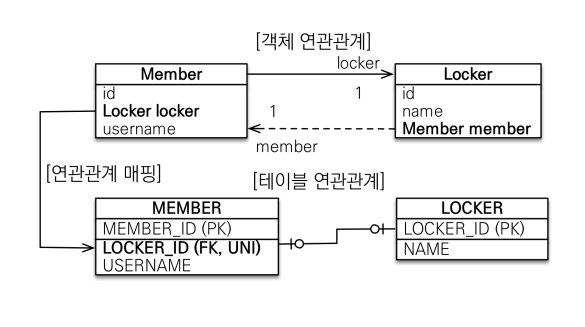 [객체 연관관계]
Member
locker
Locker
id
Locker locker
username
1
1
id
name
Member member
member
[연관관계 매핑]
[테이블 연관관계]
MEMBER
MEMBER_ID (PK)
LOCKER_ID (FK, UNI)
USERNAME
LOCKER
LOCKER_ID (PK)
NAME